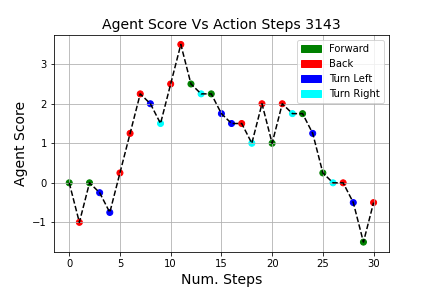 Agent Score Vs Action Steps 3143
Agent Score
3
2
1
0
−1
Forward
Back
Turn Left
Turn Right
0 5 10 15 20 25 30
Num. Steps